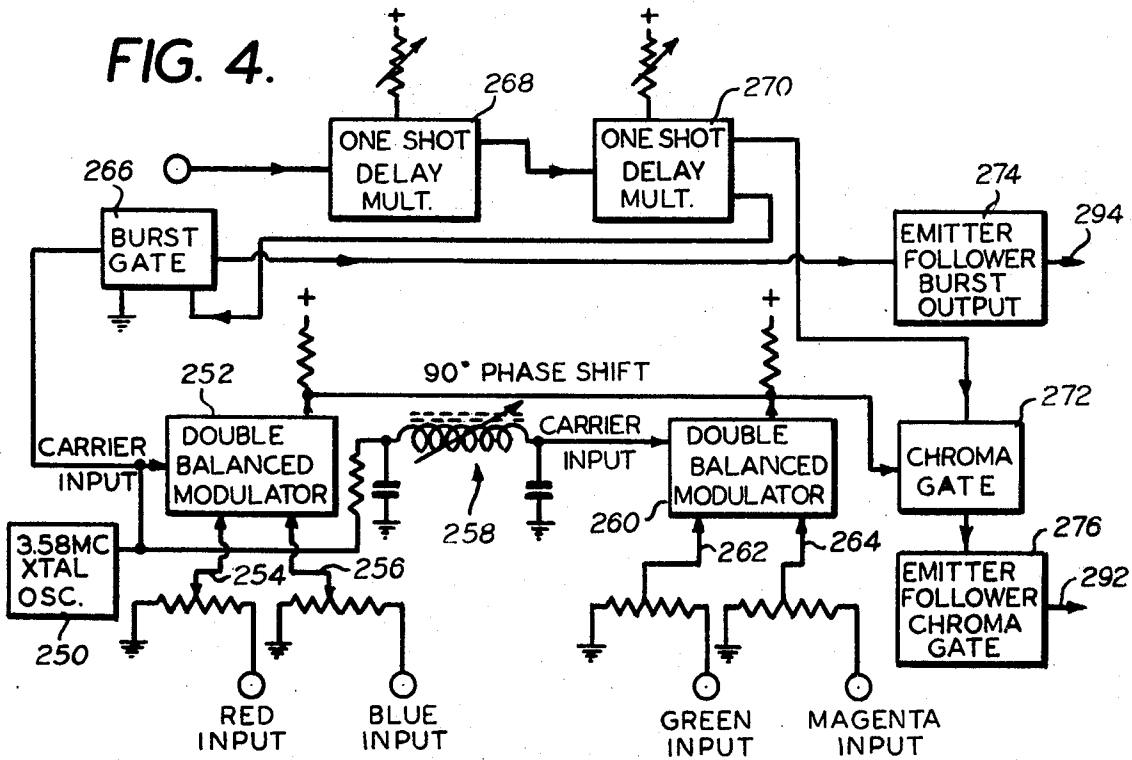 FIG. 4.
+
+
268
270
ONE SHOT
DELAY
MULT.
ONE SHOT
DELAY
MULT.
266
BURST
GATE
274
EMITTER
FOLLOWER
BURST
OUTPUT
294
+
+
252
90° PHASE SHIFT
272
CARRIER
INPUT
DOUBLE
BALANCED
MODULATOR
CARRIER
INPUT
DOUBLE
BALANCED
MODULATOR
CHROMA
GATE
258
260
3.58MC
XTAL
OSC.
250
254
256
262
264
276
EMITTER
FOLLOWER
CHROMA
GATE
292
RED
INPUT
BLUE
INPUT
GREEN
INPUT
MAGENTA
INPUT